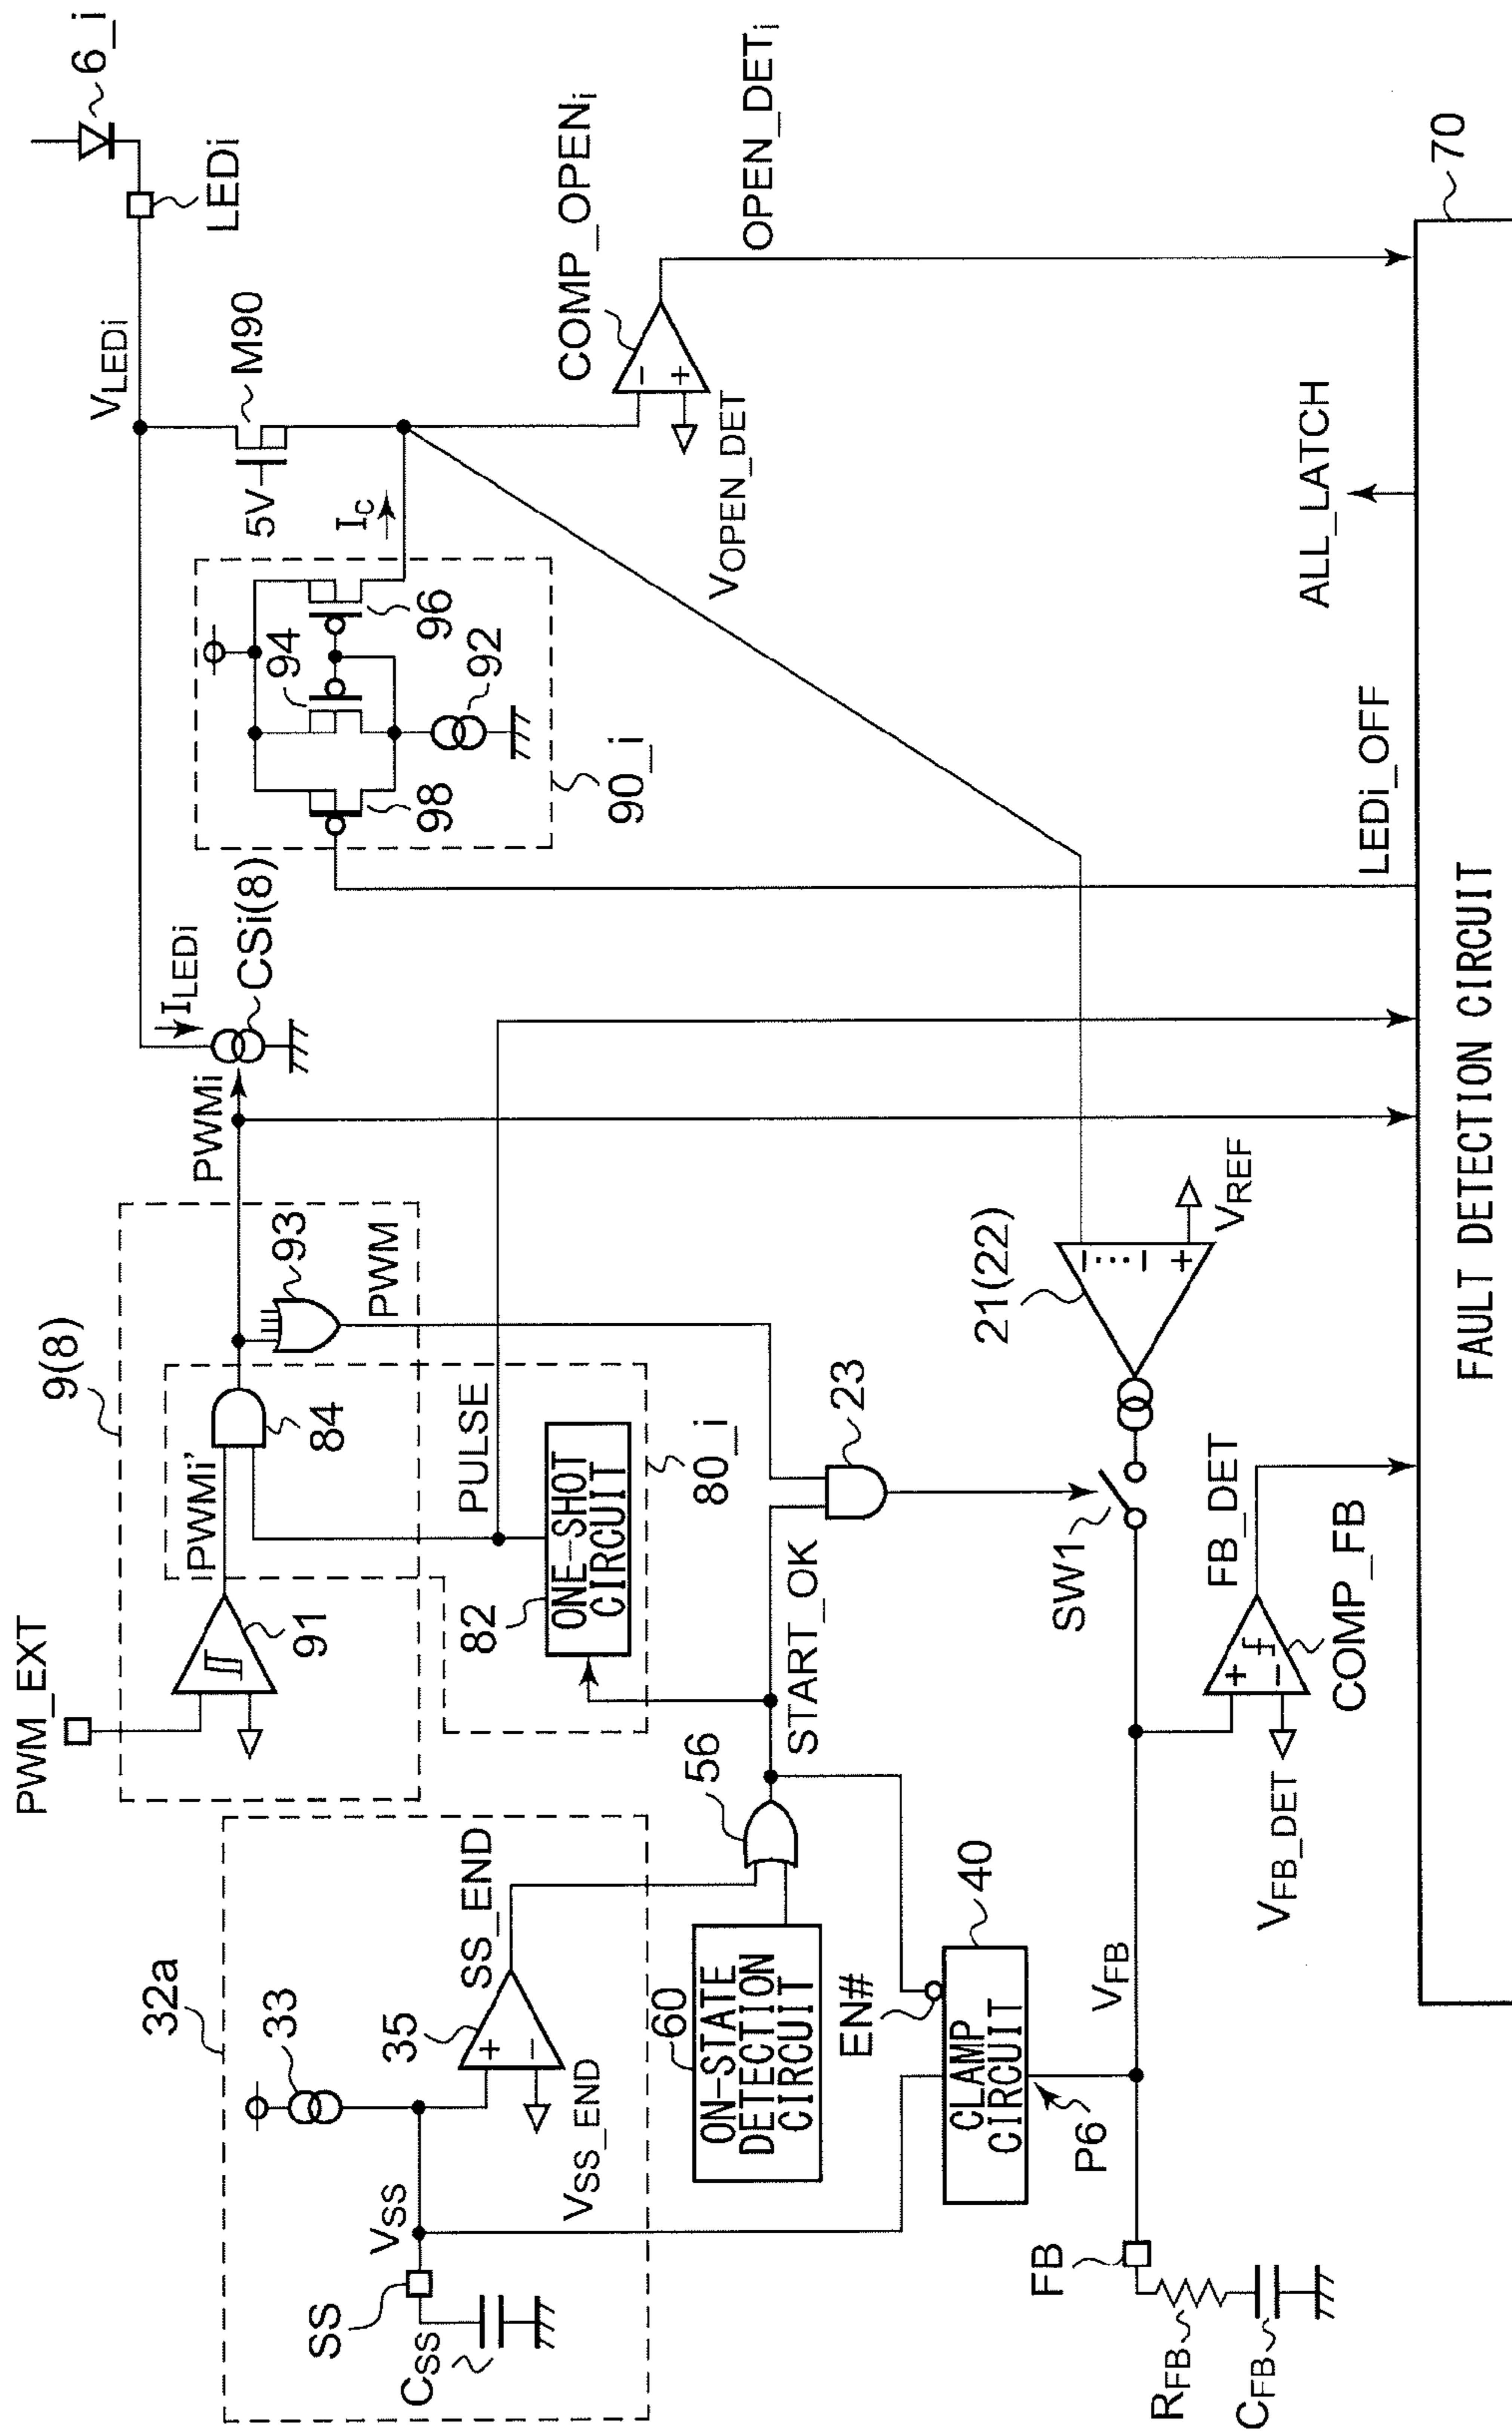 6_i
LEDi
VLEDi
M90
5V
IC
COMP_OPENi
OPEN_DETi
VOPEN_DET
94
96
92
98
90_i
ILEDi
CSi(8)
PWMi
9(8)
93
PWM
84
PWMi'
91
PWM_EXT
PULSE
80_i
ONE-SHOT
CIRCUIT
82
START_OK
23
56
32a
33
35
+
−
SS_END
VSS_END
VSS
SS
CSS
60
ON-STATE
DETECTION
CIRCUIT
EN#
40
CLAMP
CIRCUIT
P6
VFB
FB
RFB
CFB
SW1
21(22)
− ... −
+
VREF
FB_DET
COMP_FB
+
−
VFB_DET
−
+
ALL_LATCH
LEDi_OFF
70
FAULT DETECTION CIRCUIT